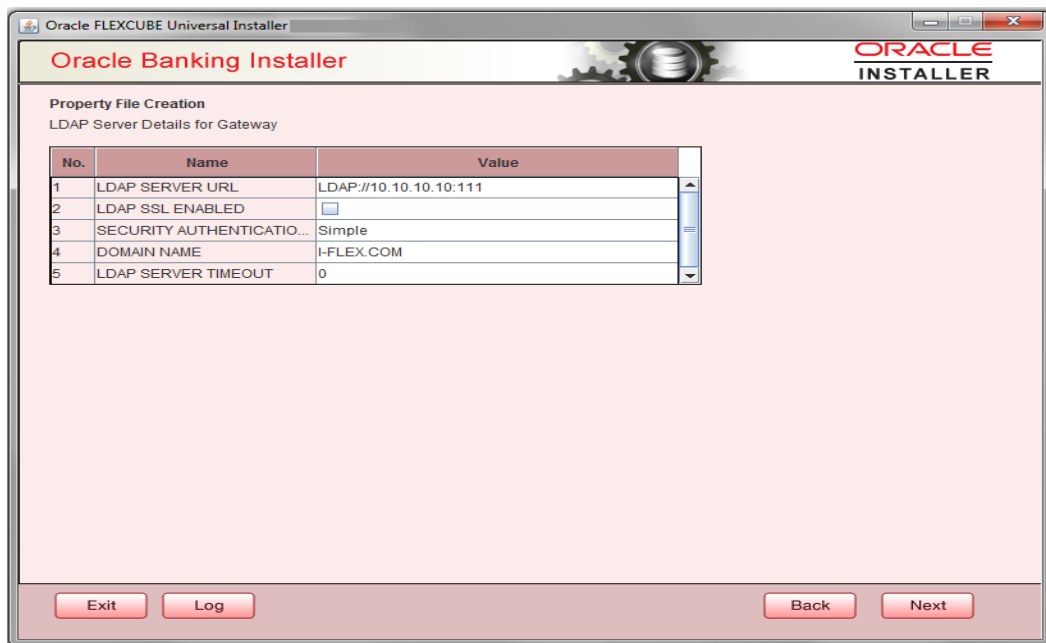 Oracle FLEXCUBE Universal Installer
Oracle Banking Installer
ORACLE
INSTALLER
Property File Creation
LDAP Server Details for Gateway
No. Name Value
1 LDAP SERVER URL LDAP://10.10.10.10:111
2 LDAP SSL ENABLED
3 SECURITY AUTHENTICATIO... Simple
4 DOMAIN NAME I-FLEX.COM
5 LDAP SERVER TIMEOUT 0
Exit Log Back Next